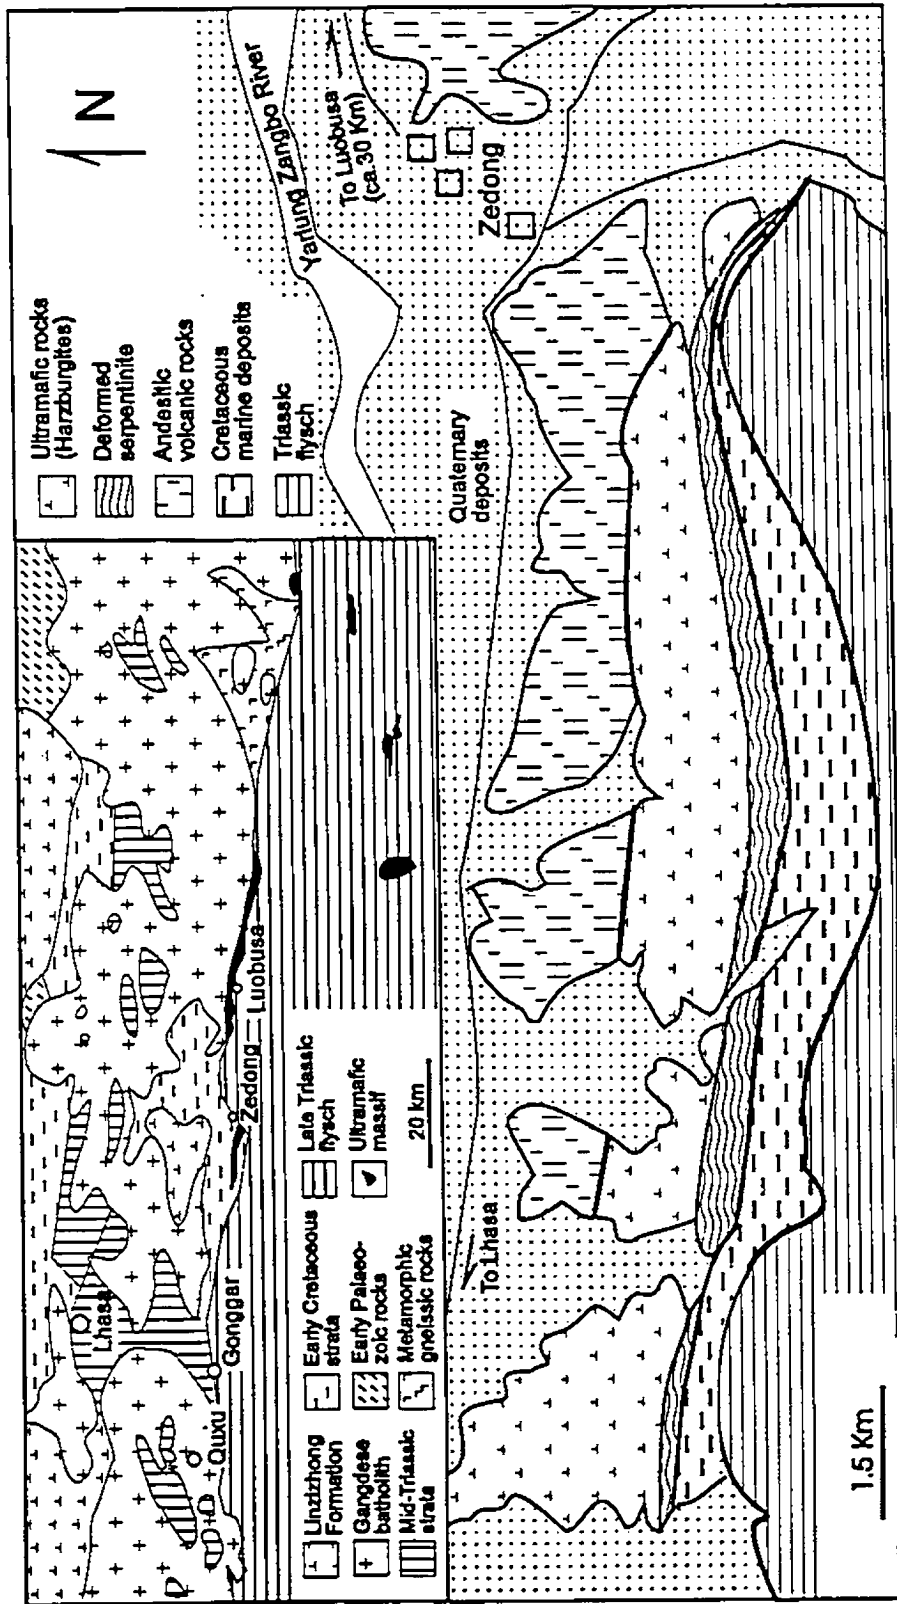 N
Yarlung Zangbo River
To Luobusa
(ca.30 Km)
Zedong
Ultramafic rocks
(Harzburgites)
Deformed
serpentinite
Andesitic
volcanic rocks
Cretaceous
marine deposits
Triassic
flysch
Quaternary
deposits
To Lhasa
1.5 Km
Lhasa
Quxu
Gonggar
Zedong
Luobusa
Linzizhong
Formation
Gangdese
batholith
Mid-Triassic
strata
Early Cretaceous
strata
Early Palaeo-
zoic rocks
Metamorphic
gneissic rocks
Late Triassic
flysch
Ultramafic
massif
20 km